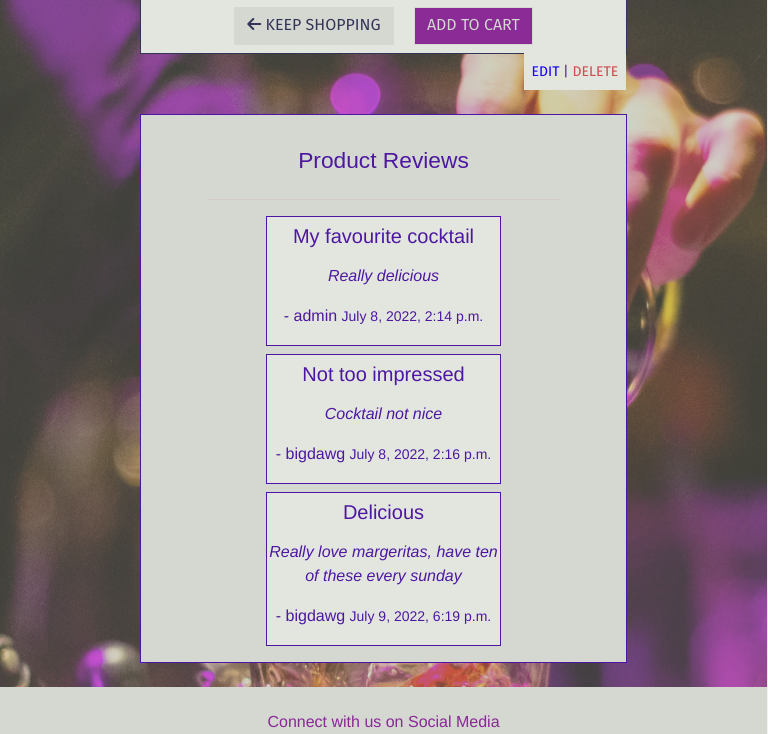 KEEP SHOPPING ADD TO CART
EDIT | DELETE
Product Reviews
My favourite cocktail
Really delicious
- admin July 8, 2022, 2:14 p.m.
Not too impressed
Cocktail not nice
- bigdawg July 8, 2022, 2:16 p.m.
Delicious
Really love margeritas, have ten
of these every sunday
- bigdawg July 9, 2022, 6:19 p.m.
Connect with us on Social Media